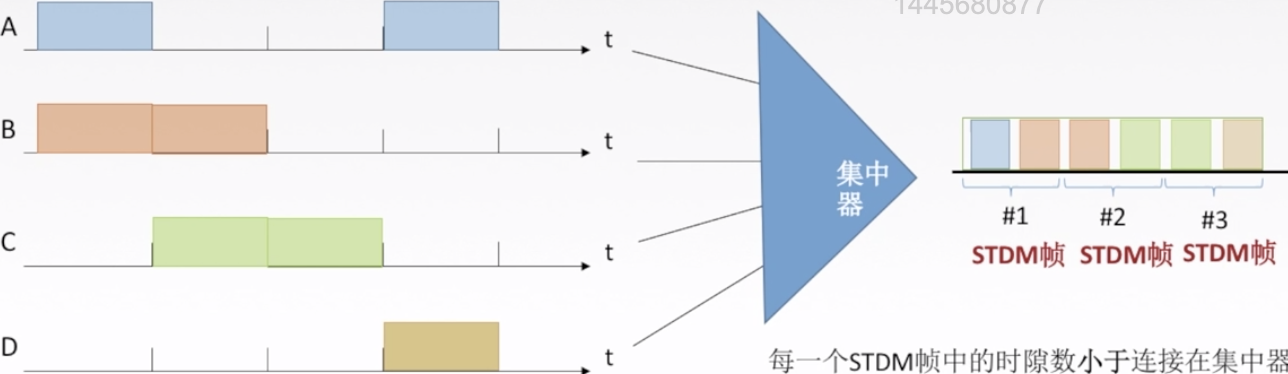 1445680877
A
t
B
t
集中
器
C
t
#1
#2
#3
STDM帧
STDM帧
STDM帧
D
t
每一个STDM帧中的时隙数小于连接在集中器